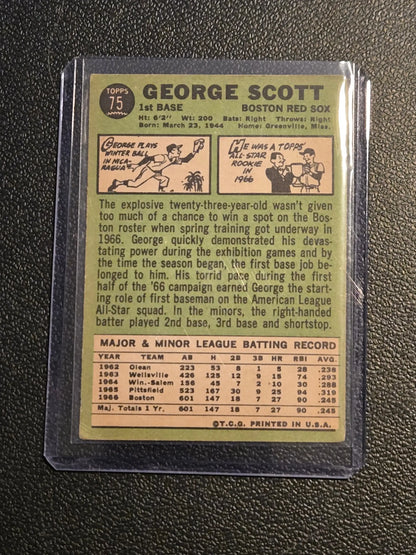 TOPPS
75
GEORGE SCOTT
1st BASE BOSTON RED SOX
Ht: 6'2" Wt: 200 Bats: Right Throws: Right
Born: March 23, 1944 Home: Greenville, Miss.
GEORGE PLAYS
WINTER BALL
IN NICA-
RAGUA
HE WAS A TOPPS
ALL-STAR
ROOKIE IN
1966
The explosive twenty-three-year-old wasn't given
too much of a chance to win a spot on the Bos-
ton roster when spring training got underway in
1966. George quickly demonstrated his devas-
tating power during the exhibition games and by
the time the season began, the first base job be-
longed to him. His torrid pace during the first
half of the '66 campaign earned George the start-
ing role of first baseman on the American League
All-Star squad. In the minors, the right-handed
batter played 2nd base, 3rd base and shortstop.
MAJOR & MINOR LEAGUE BATTING RECORD
YEAR TEAM AB H 2B 3B HR RBI AVG.
1962 Olean 223 53 8 1 5 28 .238
1963 Wellsville 426 125 12 9 15 74 .293
1964 Win.-Salem 156 45 7 2 10 30 .288
1965 Pittsfield 523 167 30 9 25 94 .319
1966 Boston 601 147 18 7 27 90 .245
Maj. Totals 1 Yr. 601 147 18 7 27 90 .245
©T.C.G. PRINTED IN U.S.A.